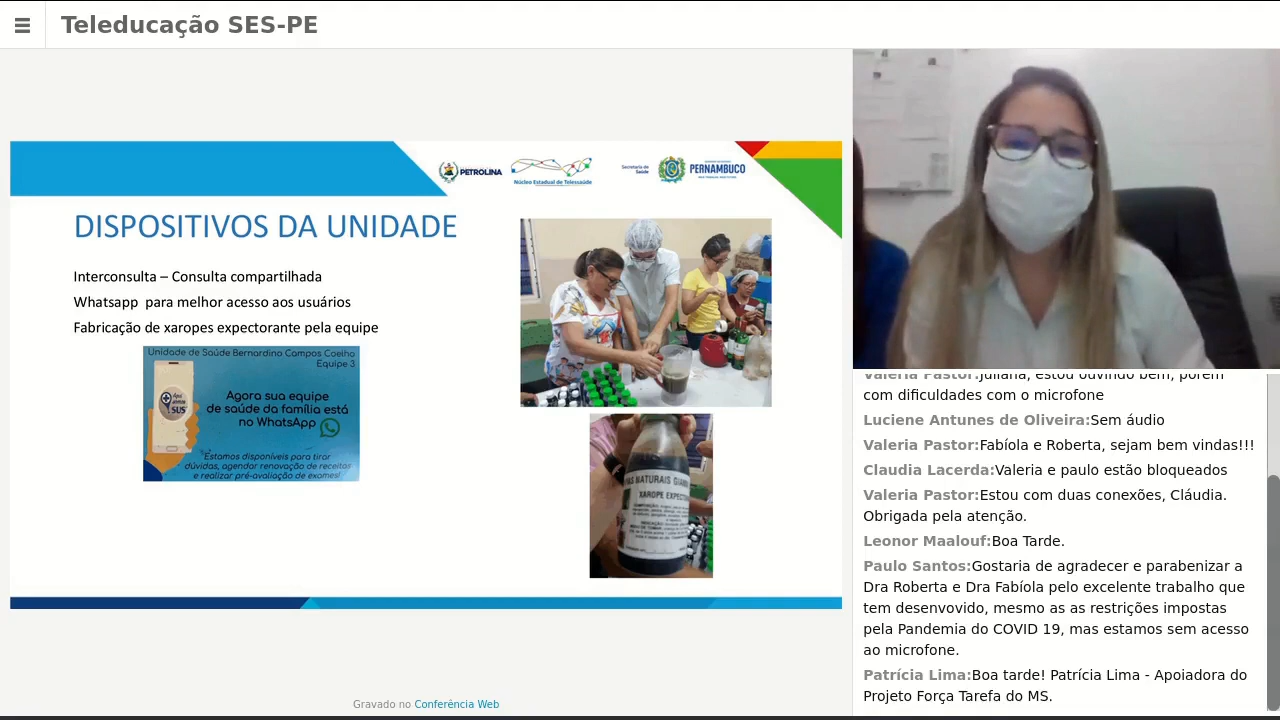 Teleducação SES-PE
PETROLINA
Núcleo Estadual de Telessaúde
Secretaria de
Saúde
PERNAMBUCO
DISPOSITIVOS DA UNIDADE
Interconsulta – Consulta compartilhada
Whatsapp para melhor acesso aos usuários
Fabricação de xaropes expectorante pela equipe
Unidade de Saúde Bernardino Campos Coelho
Equipe 3
SUS
Agora sua equipe
de saúde da família está
no WhatsApp
Estamos disponíveis para tirar
dúvidas, agendar renovação de receitas
e realizar pré-avaliação de exames!
NATURAIS
XAROPE
Valeria Pastor:Juliana, estou ouvindo bem, porém
com dificuldades com o microfone
Luciene Antunes de Oliveira:Sem áudio
Valeria Pastor:Fabíola e Roberta, sejam bem vindas!!!
Claudia Lacerda:Valeria e paulo estão bloqueados
Valeria Pastor:Estou com duas conexões, Cláudia.
Obrigada pela atenção.
Leonor Maalouf:Boa Tarde.
Paulo Santos:Gostaria de agradecer e parabenizar a
Dra Roberta e Dra Fabíola pelo excelente trabalho que
tem desenvovido, mesmo as as restrições impostas
pela Pandemia do COVID 19, mas estamos sem acesso
ao microfone.
Patrícia Lima:Boa tarde! Patrícia Lima - Apoiadora do
Projeto Força Tarefa do MS.
Gravado no Conferência Web